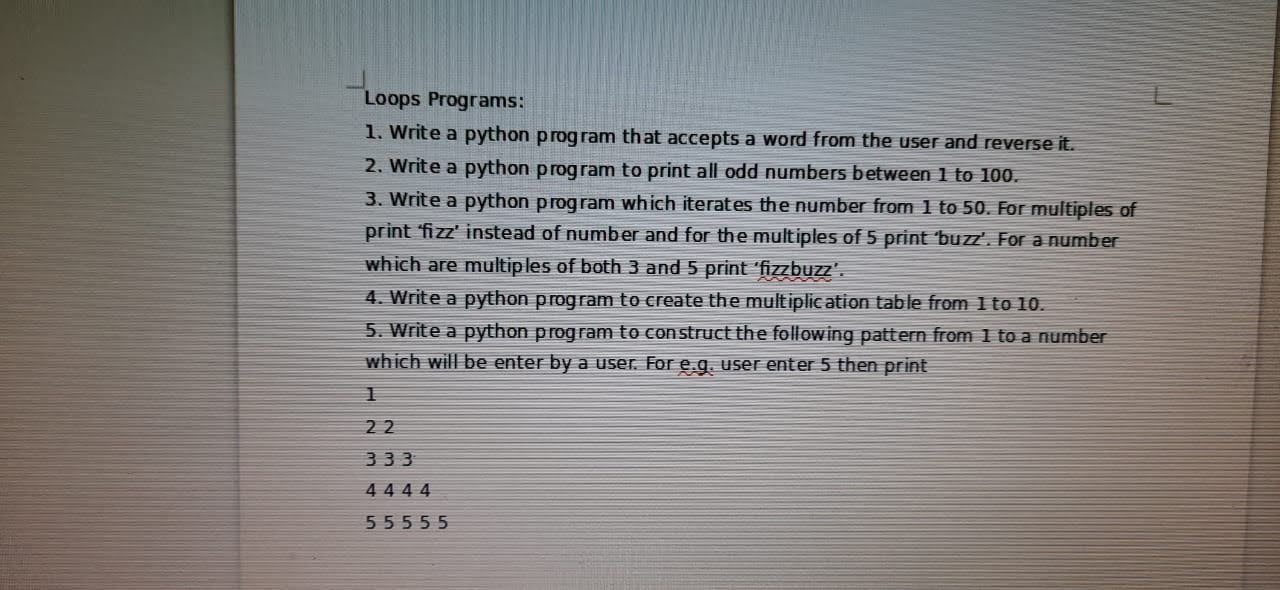 Loops Programs:
1. Write a python program that accepts a word from the user and reverse it.
2. Write a python program to print all odd numbers between 1 to 100.
3. Write a python program which iterates the number from 1 to 50. For multiples of
print ‘fizz’ instead of number and for the multiples of 5 print ‘buzz’. For a number
which are multiples of both 3 and 5 print ‘fizzbuzz’.
4. Write a python program to create the multiplication table from 1 to 10.
5. Write a python program to construct the following pattern from 1 to a number
which will be enter by a user. For e.g. user enter 5 then print
1
2 2
3 3 3
4 4 4 4
5 5 5 5 5